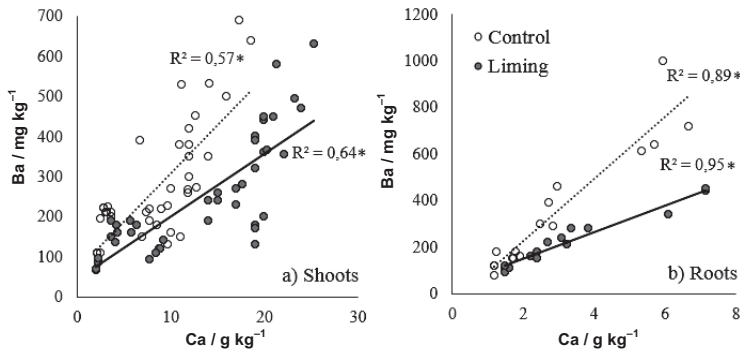 700
600
500
400
300
200
100
0
Ba / mg kg⁻¹
R² = 0,57*
R² = 0,64*
a) Shoots
0 10 20 30
Ca / g kg⁻¹
1200
1000
800
600
400
200
0
Ba / mg kg⁻¹
Control
Liming
R² = 0,89*
R² = 0,95*
b) Roots
0 2 4 6 8
Ca / g kg⁻¹